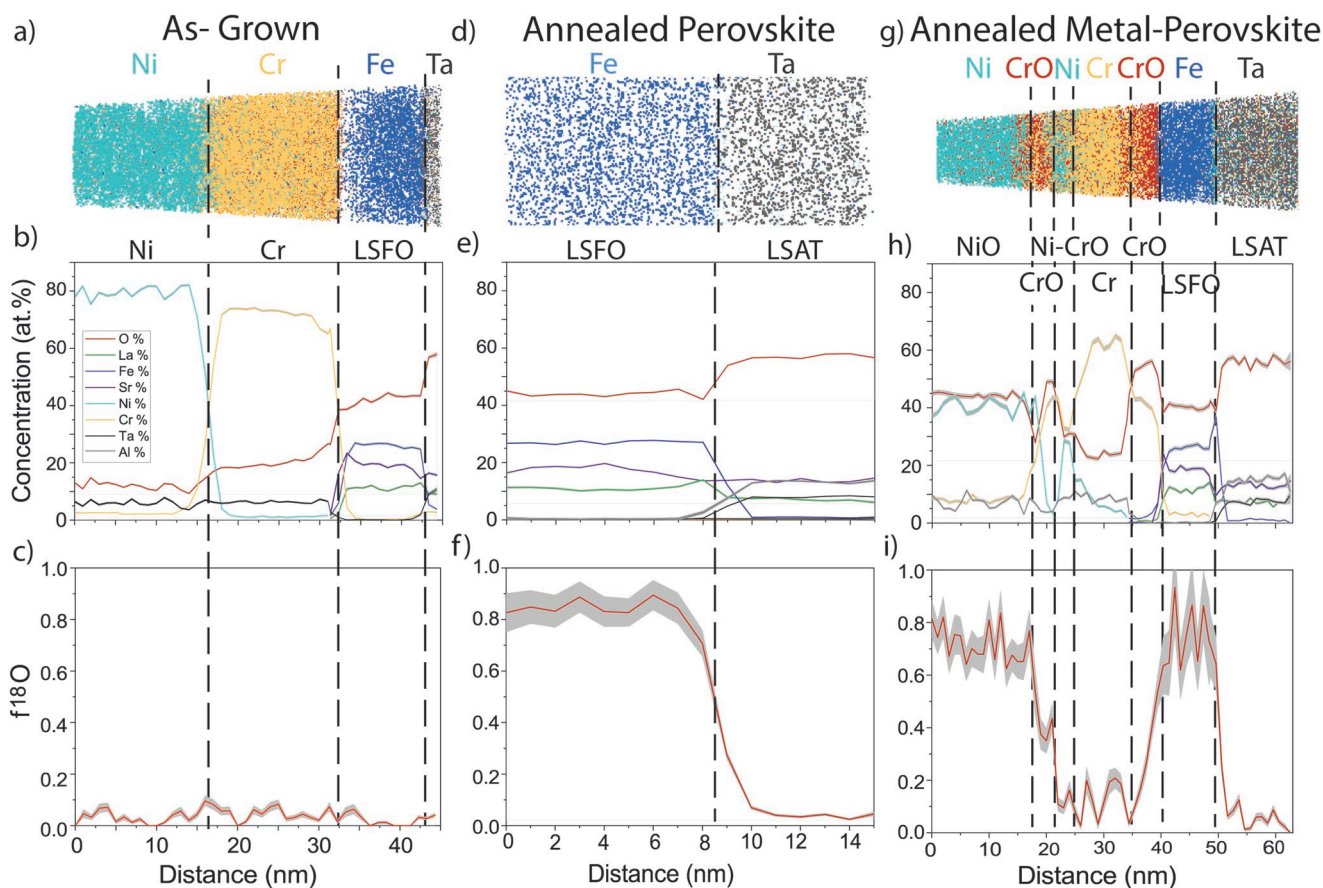 a) As- Grown
Ni Cr Fe Ta
b)
Ni Cr LSFO
Concentration (at.%)
80
60
40
20
0
O %
La %
Fe %
Sr %
Ni %
Cr %
Ta %
Al %
c)
f¹⁸O
1.0
0.8
0.6
0.4
0.2
0.0
0 10 20 30 40
Distance (nm)
d) Annealed Perovskite
Fe Ta
e)
LSFO LSAT
80
60
40
20
0
f)
1.0
0.8
0.6
0.4
0.2
0.0
0 2 4 6 8 10 12 14
Distance (nm)
g) Annealed Metal-Perovskite
Ni CrO Ni Cr CrO Fe Ta
h)
NiO Ni-CrO CrO LSAT
CrO Cr LSFO
80
60
40
20
0
i)
1.0
0.8
0.6
0.4
0.2
0.0
0 10 20 30 40 50 60
Distance (nm)